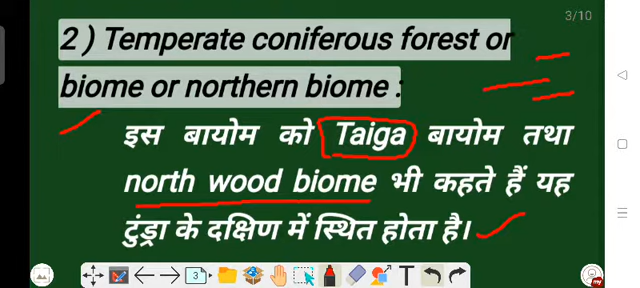 3/10
2 ) Temperate coniferous forest or
biome or northern biome :
इस बायोम को Taiga बायोम तथा
north wood biome भी कहते हैं यह
टुंड्रा के दक्षिण में स्थित होता है।
3 T